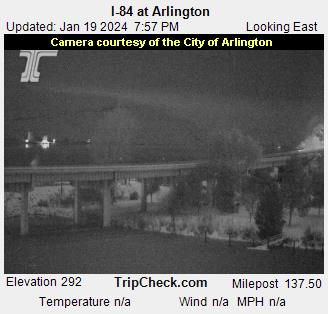 I-84 at Arlington
Updated: Jan 19 2024 7:57 PM Looking East
Camera courtesy of the City of Arlington
Elevation 292 TripCheck.com Milepost 137.50
Temperature n/a Wind n/a MPH n/a